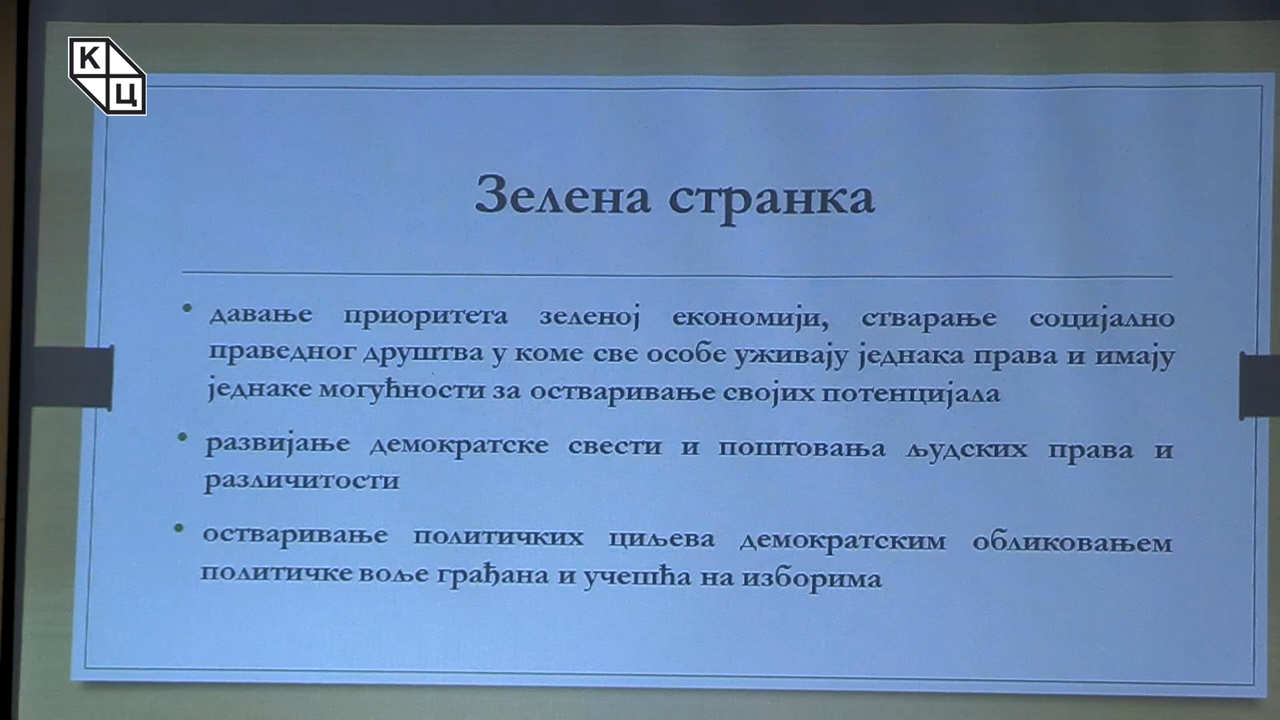 К
Ц
Зелена странка
• давање приоритета зеленој економији, стварање социјално
праведног друштва у коме све особе уживају једнака права и имају
једнаке могућности за остваривање својих потенцијала
• развијање демократске свести и поштовања људских права и
различитости
• остваривање политичких циљева демократским обликовањем
политичке воље грађана и учешћа на изборима